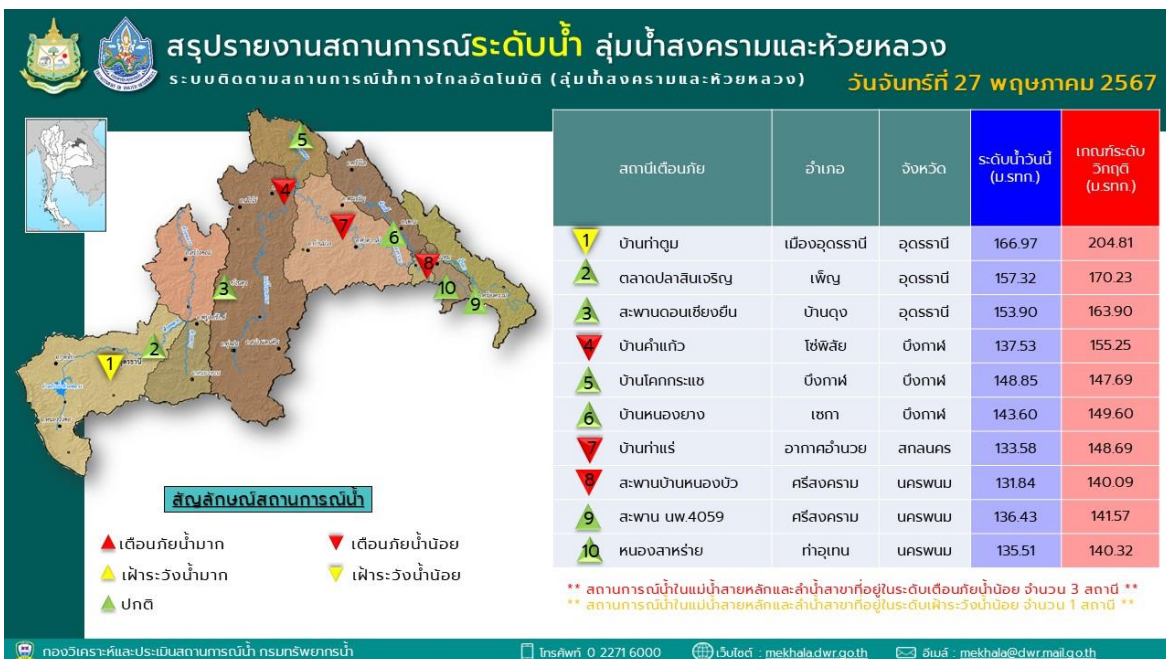 สรุปรายงานสถานการณ์ระดับน้ำ ลุ่มน้ำสงครามและห้วยหลวง
ระบบติดตามสถานการณ์น้ำทางไกลอัตโนมัติ (ลุ่มน้ำสงครามและห้วยหลวง)
วันจันทร์ที่ 27 พฤษภาคม 2567
สถานีเตือนภัย อำเภอ จังหวัด ระดับน้ำวันนี้ (ม.รทก.) เกณฑ์ระดับวิกฤติ (ม.รทก.)
1 บ้านท่าตูม เมืองอุดรธานี อุดรธานี 166.97 204.81
2 ตลาดปลาสินเจริญ เพ็ญ อุดรธานี 157.32 170.23
3 สะพานดอนเชียงยืน บ้านดุง อุดรธานี 153.90 163.90
4 บ้านคำแก้ว โซ่พิสัย บึงกาฬ 137.53 155.25
5 บ้านโคกกระแซ บึงกาฬ บึงกาฬ 148.85 147.69
6 บ้านหนองยาง เซกา บึงกาฬ 143.60 149.60
7 บ้านท่าแร่ อากาศอำนวย สกลนคร 133.58 148.69
8 สะพานบ้านหนองบัว ศรีสงคราม นครพนม 131.84 140.09
9 สะพาน นพ.4059 ศรีสงคราม นครพนม 136.43 141.57
10 หนองสาหร่าย ท่าอุเทน นครพนม 135.51 140.32
5
4
7
6
8
3
10
9
2
1
สัญลักษณ์สถานการณ์น้ำ
เตือนภัยน้ำมาก เตือนภัยน้ำน้อย
เฝ้าระวังน้ำมาก เฝ้าระวังน้ำน้อย
ปกติ
** สถานการณ์น้ำในแม่น้ำสายหลักและลำน้ำสาขาที่อยู่ในระดับเตือนภัยน้ำน้อย จำนวน 3 สถานี **
** สถานการณ์น้ำในแม่น้ำสายหลักและลำน้ำสาขาที่อยู่ในระดับเฝ้าระวังน้ำน้อย จำนวน 1 สถานี **
กองวิเคราะห์และประเมินสถานการณ์น้ำ กรมทรัพยากรน้ำ โทรศัพท์ 0 2271 6000 เว็บไซต์ : mekhala.dwr.go.th อีเมล์ : mekhala@dwr.mail.go.th